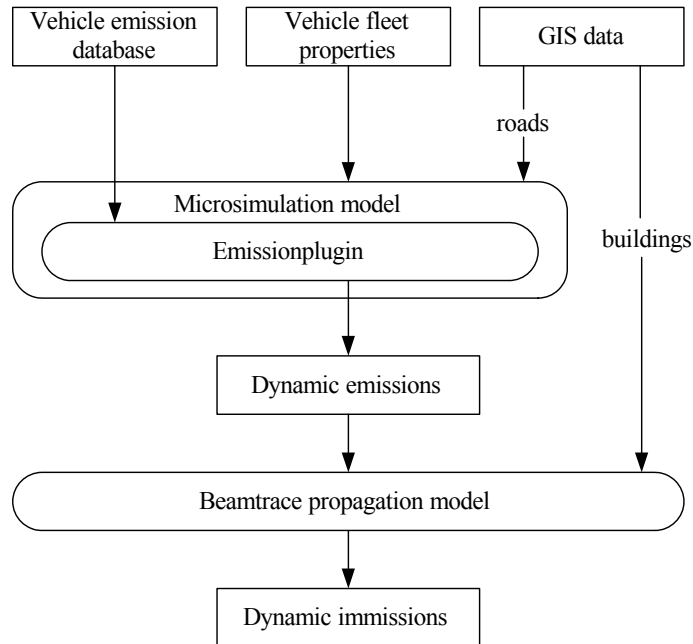 Vehicle emission
database
Vehicle fleet
properties
GIS data
roads
Microsimulation model
Emissionplugin
buildings
Dynamic emissions
Beamtrace propagation model
Dynamic immissions